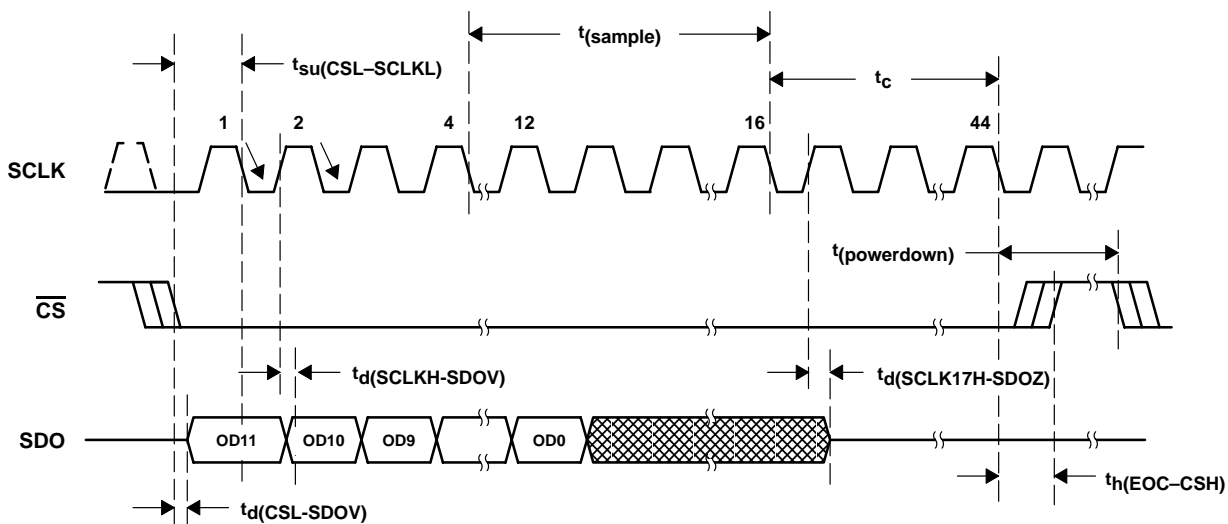 t(sample)
tsu(CSL–SCLKL)
tc
1 2 4 12 16 44
SCLK
t(powerdown)
CS
td(SCLKH-SDOV)
td(SCLK17H-SDOZ)
SDO
OD11 OD10 OD9 OD0
th(EOC–CSH)
td(CSL-SDOV)